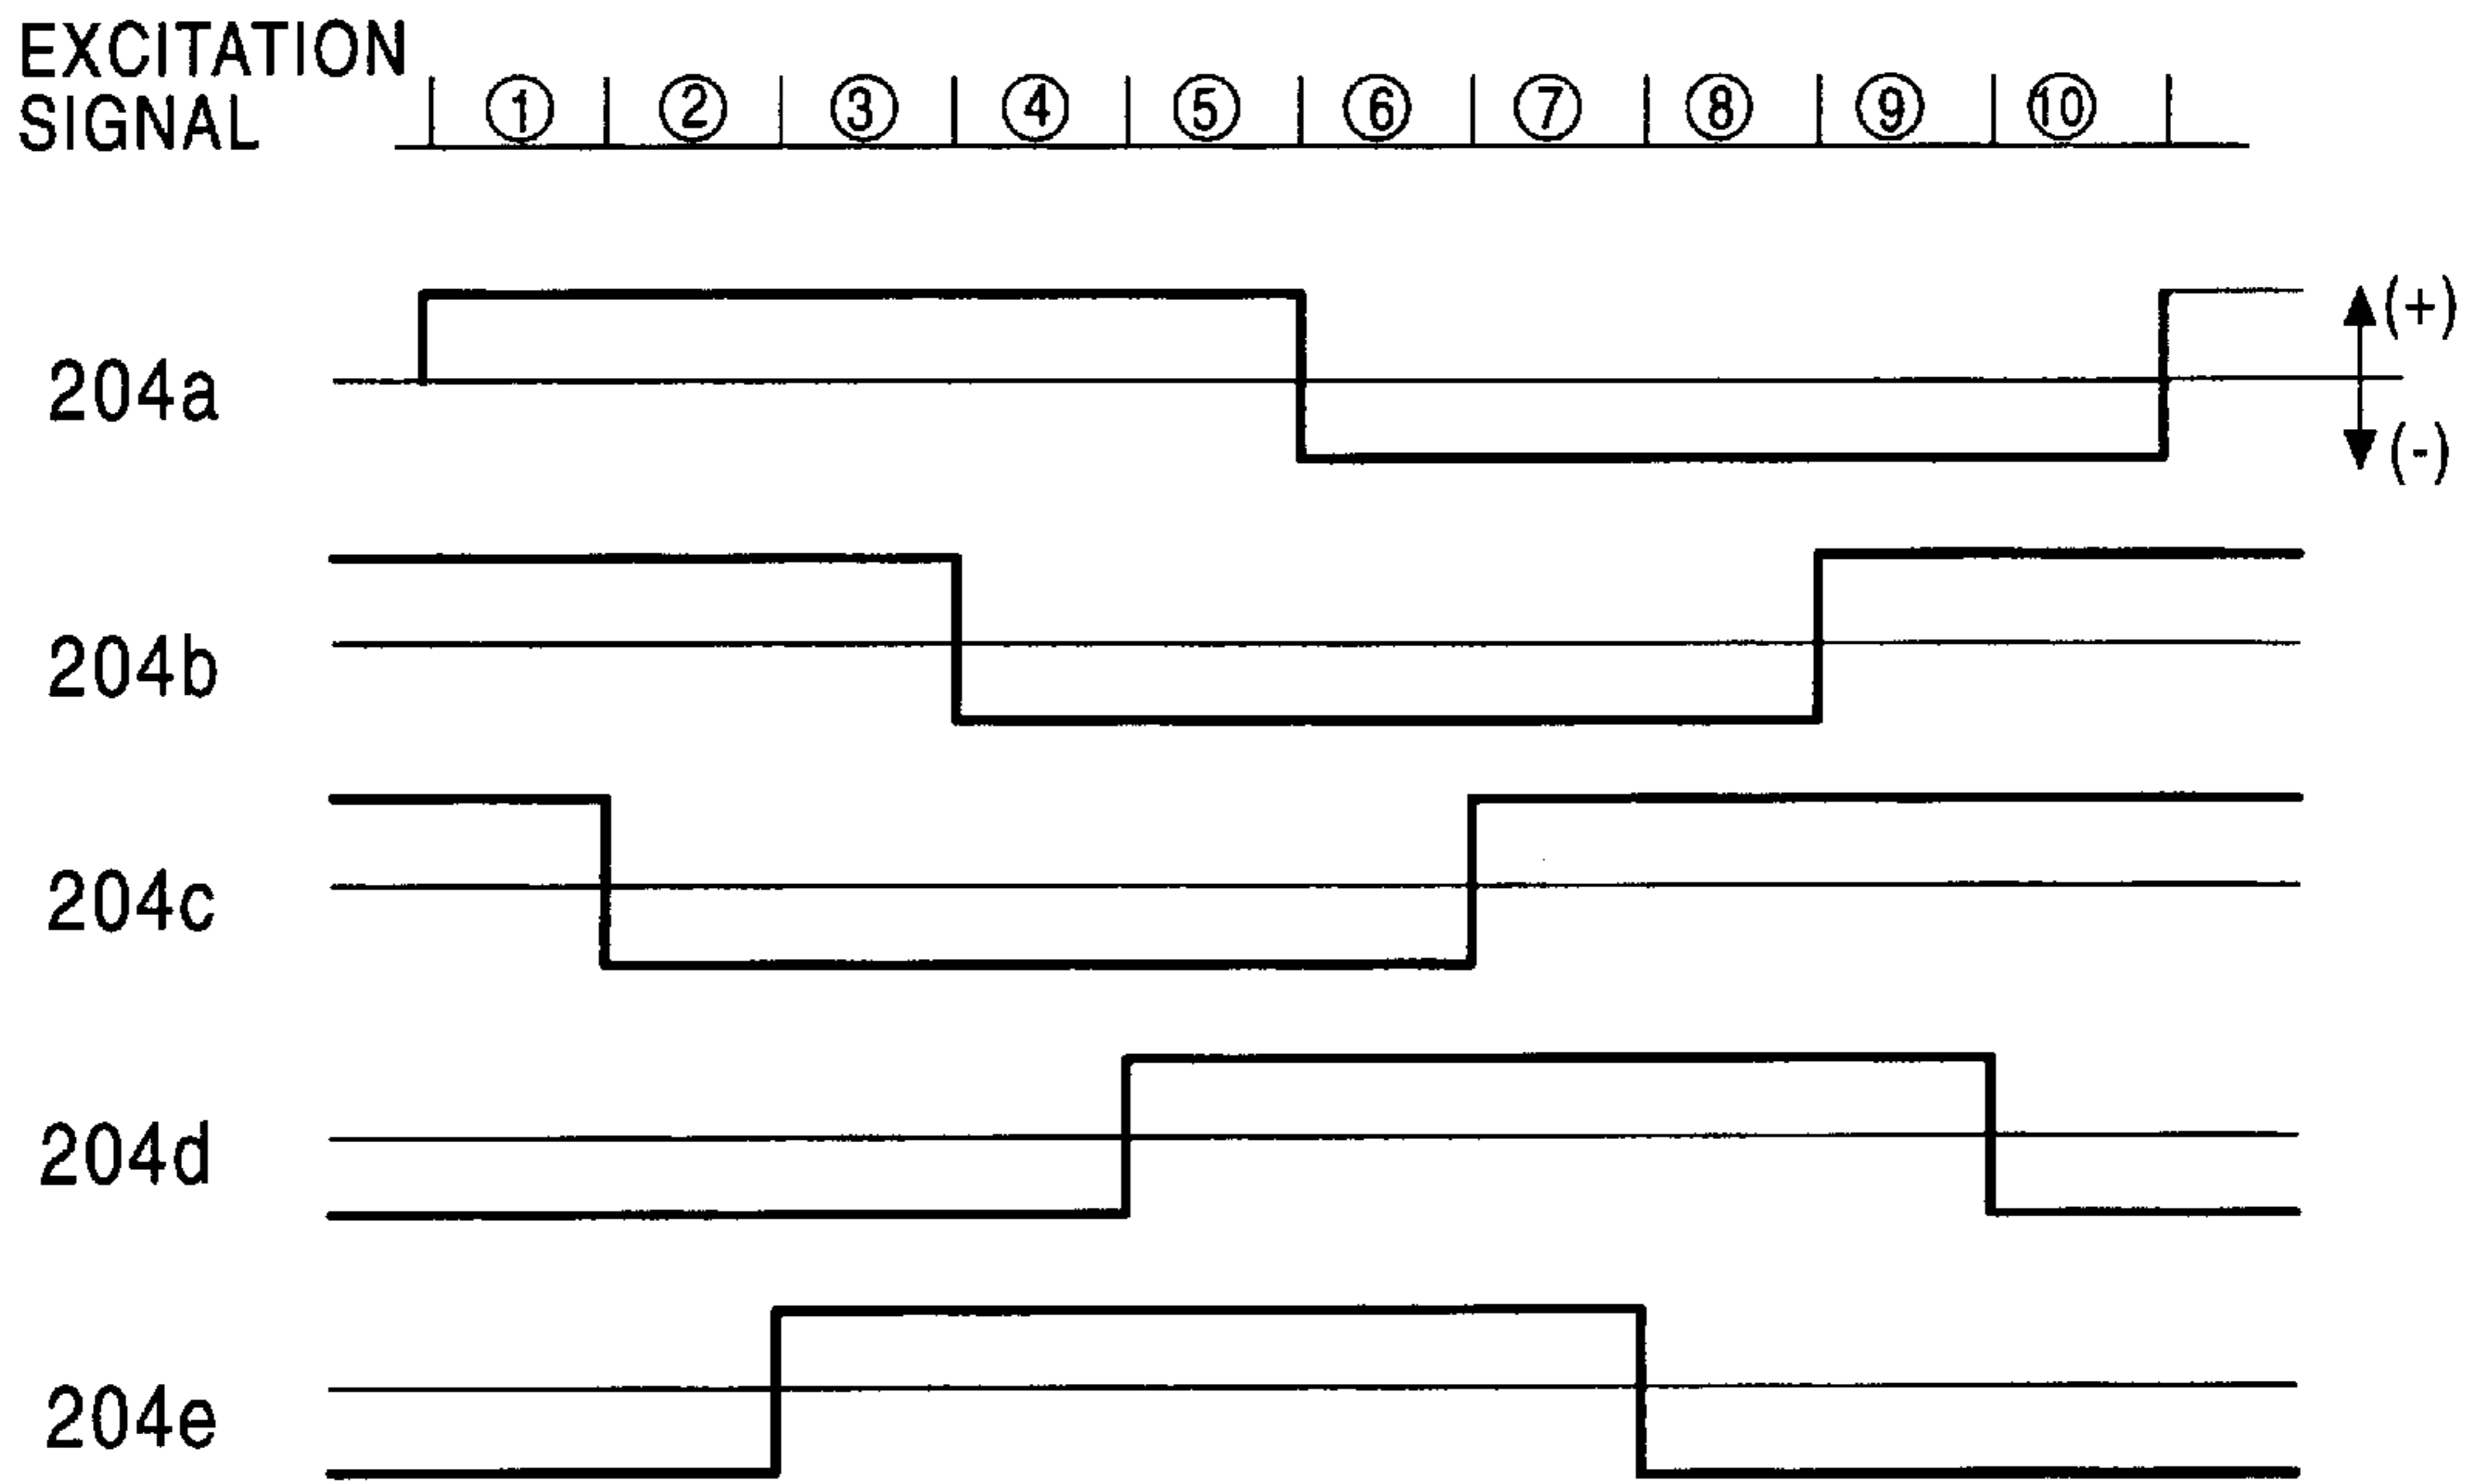 EXCITATION
SIGNAL ① ② ③ ④ ⑤ ⑥ ⑦ ⑧ ⑨ ⑩
(+)
204a
(-)
204b
204c
204d
204e